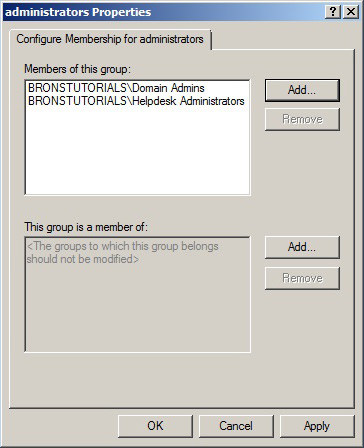 administrators Properties
Configure Membership for administrators
Members of this group:
BRONSTUTORIALS\Domain Admins
BRONSTUTORIALS\Helpdesk Administrators
Add...
Remove
This group is a member of:
<The groups to which this group belongs
should not be modified>
Add...
Remove
OK
Cancel
Apply